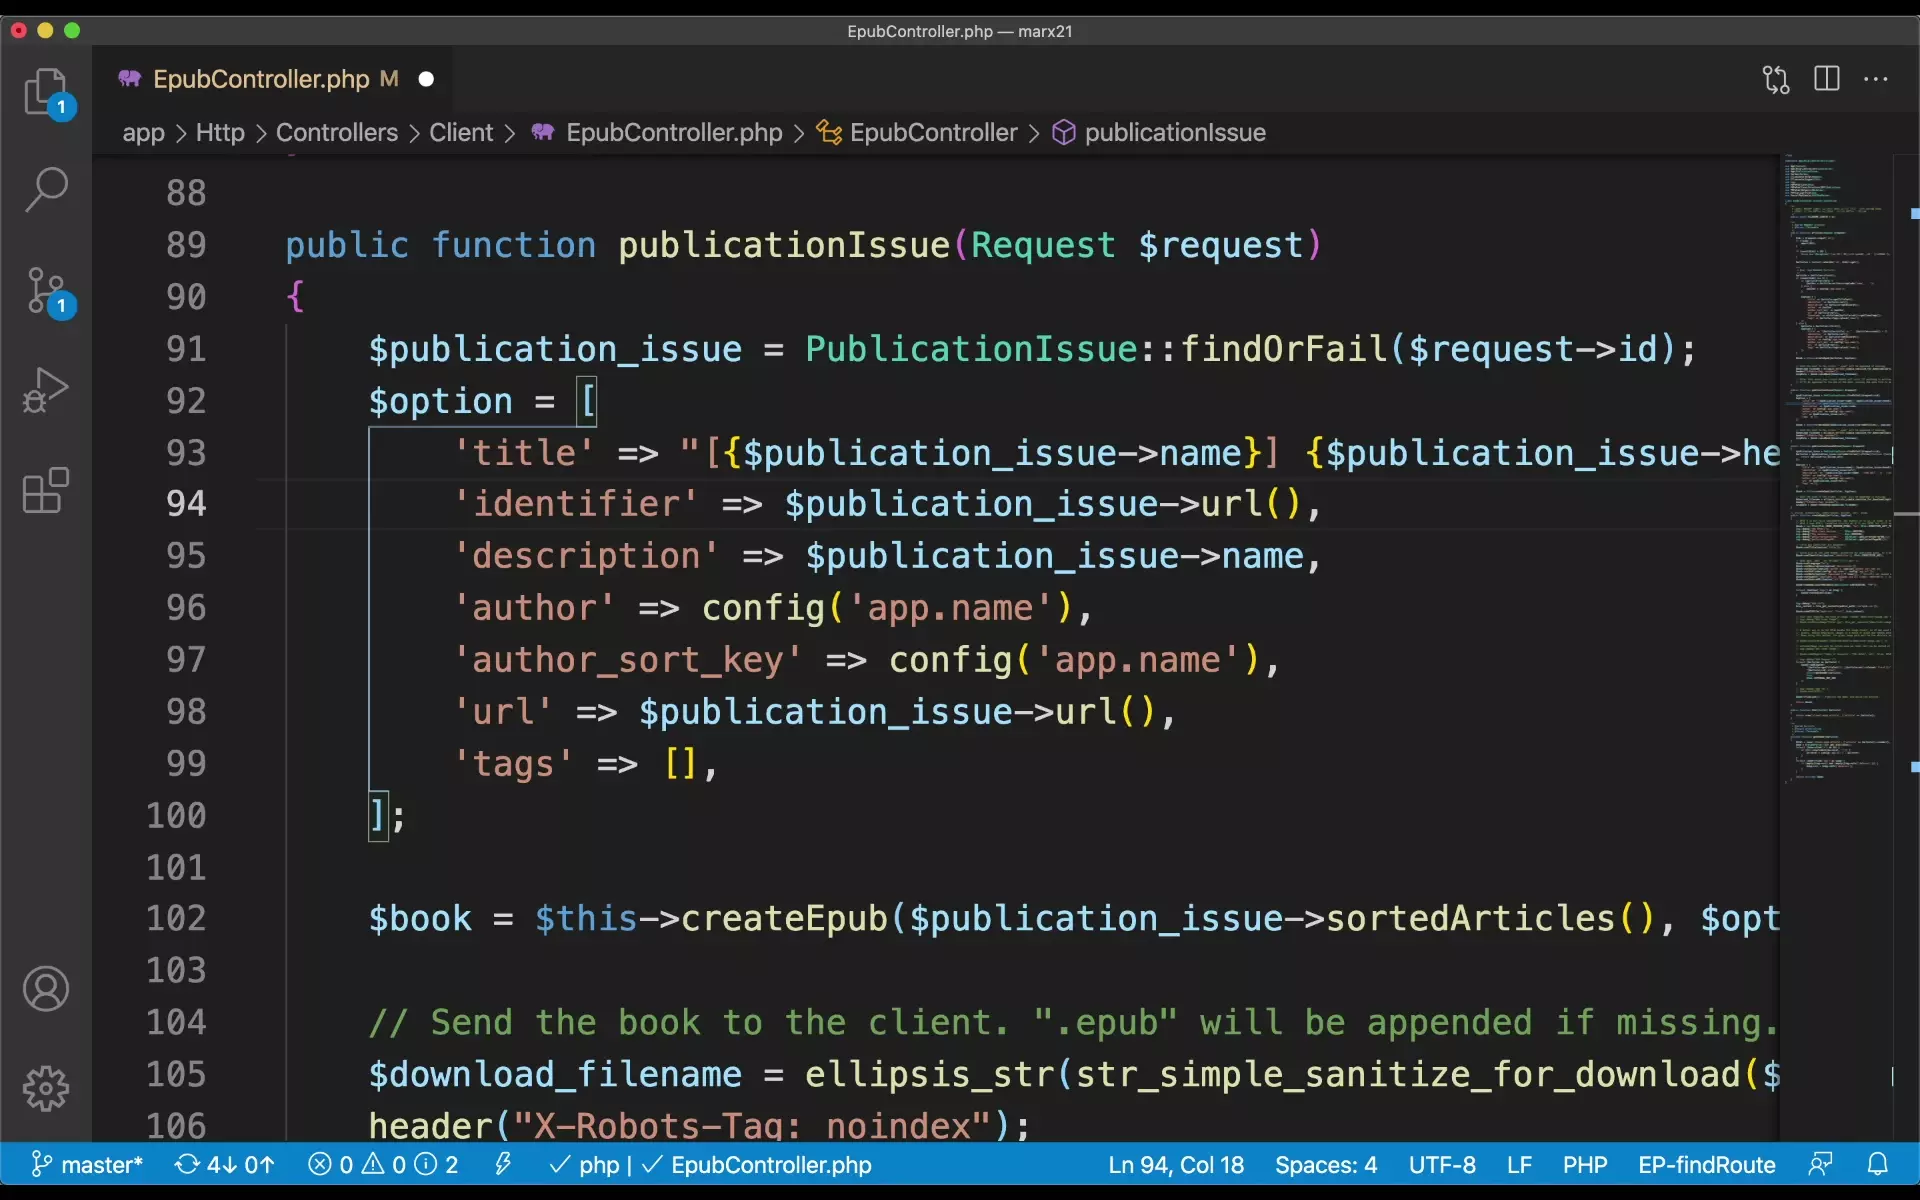 EpubController.php — marx21
EpubController.php M
app > Http > Controllers > Client > EpubController.php > EpubController > publicationIssue
1
1
88
89 public function publicationIssue(Request $request)
90 {
91 $publication_issue = PublicationIssue::findOrFail($request->id);
92 $option = [
93 'title' => "[{$publication_issue->name}] {$publication_issue->he
94 'identifier' => $publication_issue->url(),
95 'description' => $publication_issue->name,
96 'author' => config('app.name'),
97 'author_sort_key' => config('app.name'),
98 'url' => $publication_issue->url(),
99 'tags' => [],
100 ];
101
102 $book = $this->createEpub($publication_issue->sortedArticles(), $opt
103
104 // Send the book to the client. ".epub" will be appended if missing.
105 $download_filename = ellipsis_str(str_simple_sanitize_for_download($
106 header("X-Robots-Tag: noindex");
master* 4↓ 0↑ 0 0 2 php | EpubController.php Ln 94, Col 18 Spaces: 4 UTF-8 LF PHP EP-findRoute